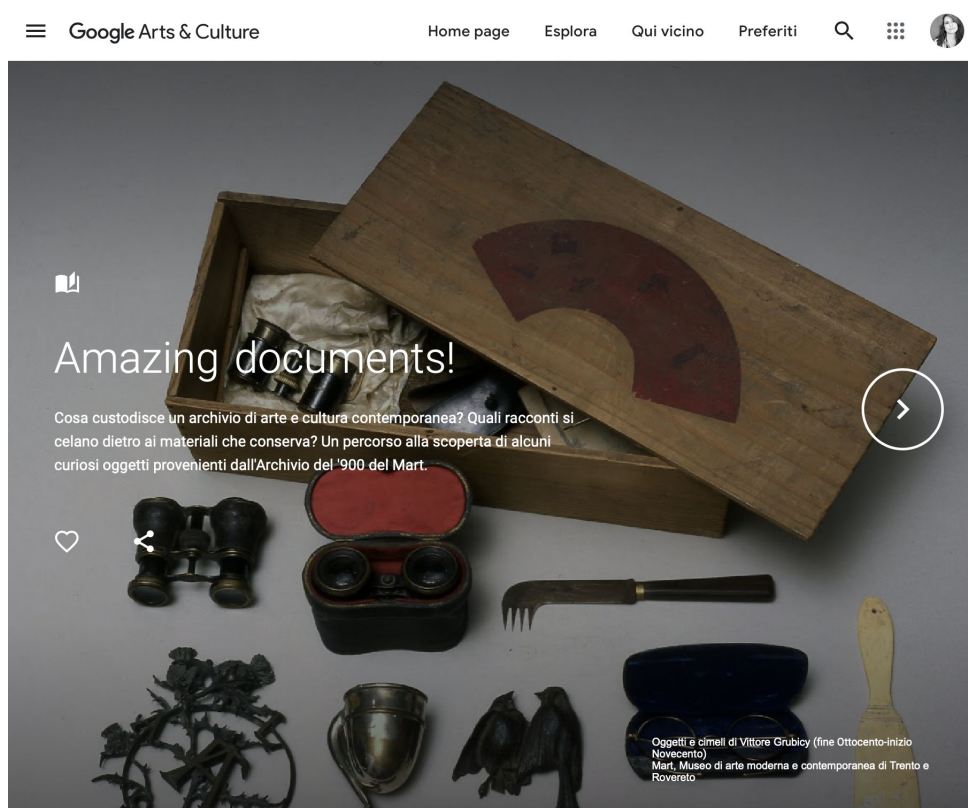 Google Arts & Culture
Home page
Esplora
Qui vicino
Preferiti
Amazing documents!
Cosa custodisce un archivio di arte e cultura contemporanea? Quali racconti si
celano dietro ai materiali che conserva? Un percorso alla scoperta di alcuni
curiosi oggetti provenienti dall'Archivio del '900 del Mart.
Oggetti e cimeli di Vittore Grubicy (fine Ottocento-inizio
Novecento)
Mart, Museo di arte moderna e contemporanea di Trento e
Rovereto